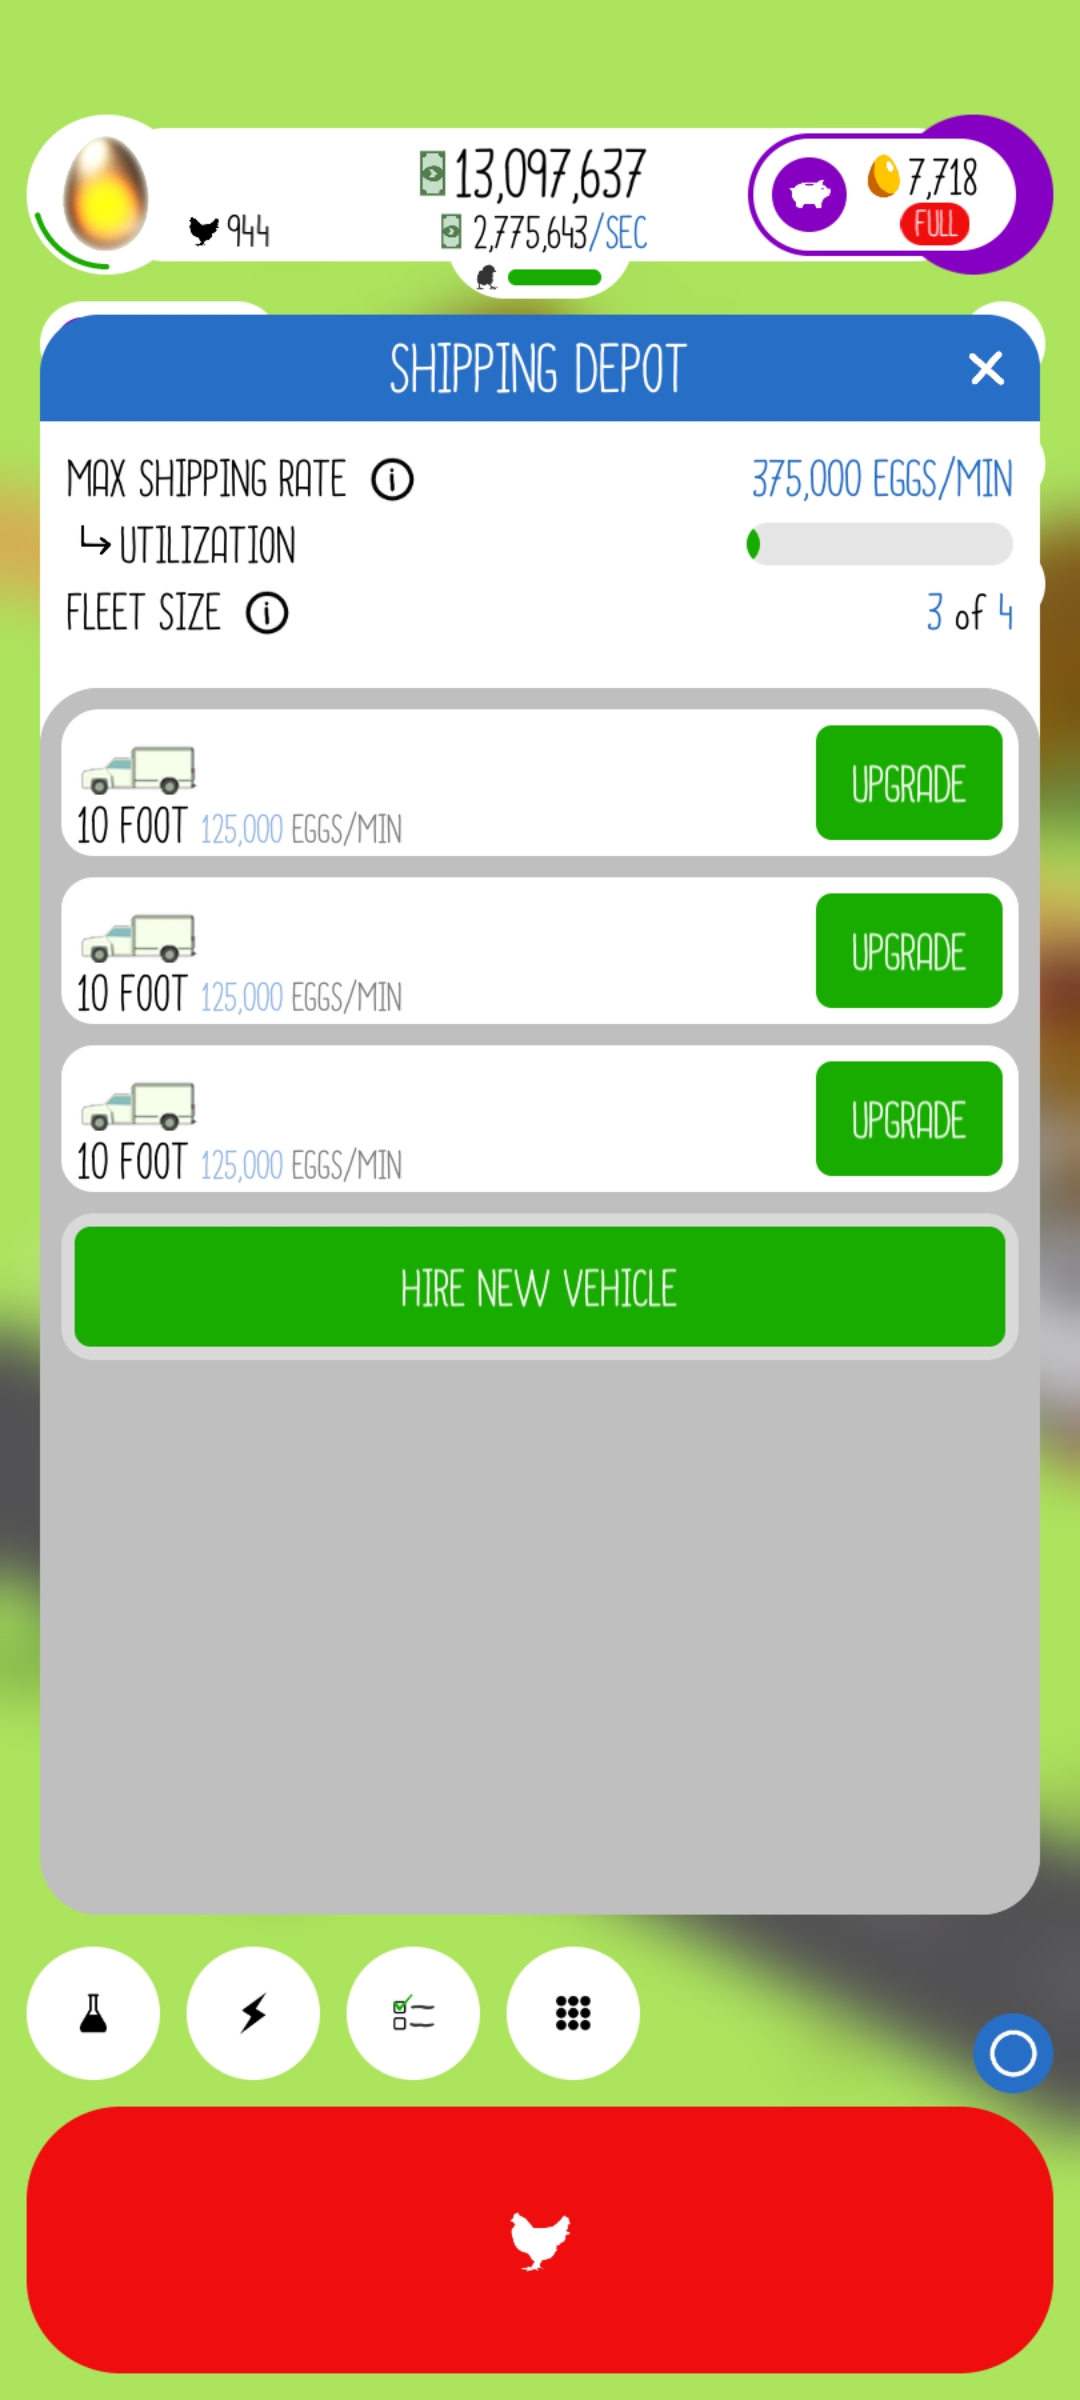 13,097,637
944
2,775,643/SEC
7,718
FULL
SHIPPING DEPOT
MAX SHIPPING RATE
375,000 EGGS/MIN
UTILIZATION
FLEET SIZE
3 of 4
UPGRADE
10 FOOT 125,000 EGGS/MIN
UPGRADE
10 FOOT 125,000 EGGS/MIN
UPGRADE
10 FOOT 125,000 EGGS/MIN
HIRE NEW VEHICLE